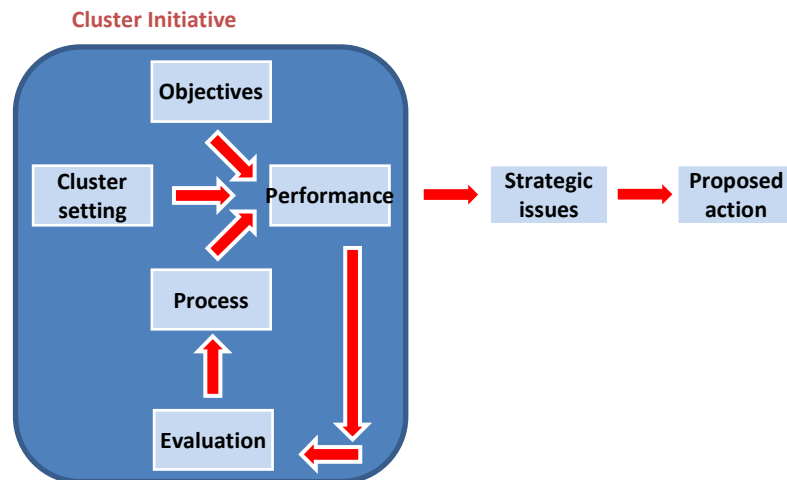 Cluster Initiative
Objectives
Cluster
setting
Performance
Strategic
issues
Proposed
action
Process
Evaluation